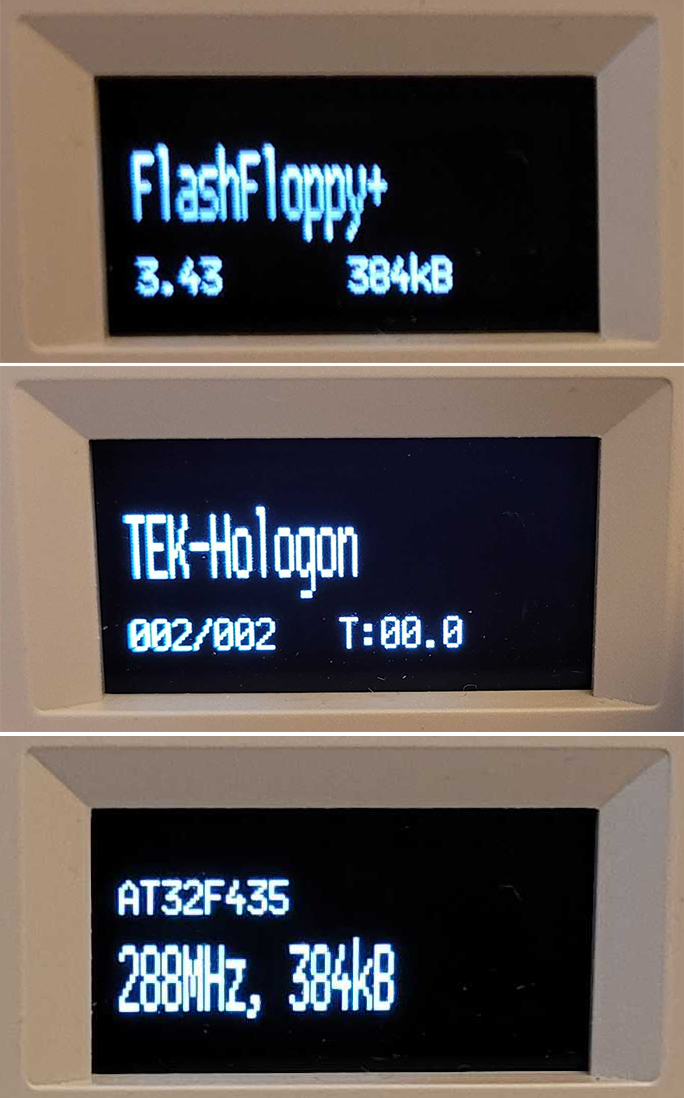 FlashFloppy+
3.43 384kB
TEK-Hologon
002/002 T:00.0
AT32F435
288MHz, 384kB